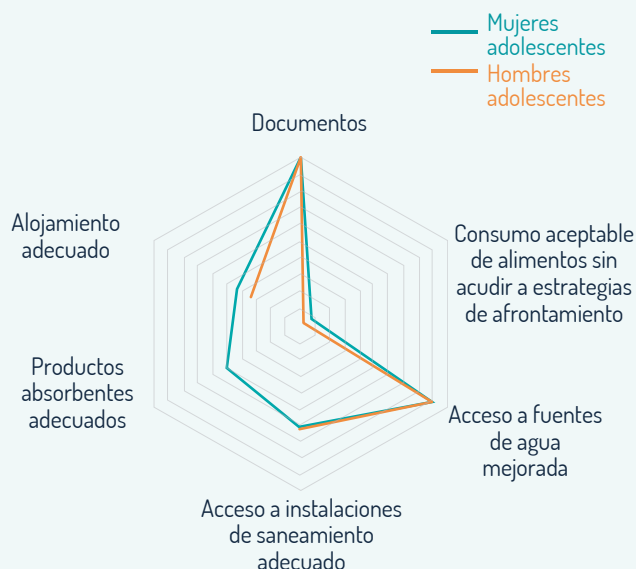 Mujeres
adolescentes
Hombres
adolescentes
Documentos
Alojamiento
adecuado
Consumo aceptable
de alimentos sin
acudir a estrategias
de afrontamiento
Productos
absorbentes
adecuados
Acceso a fuentes
de agua
mejorada
Acceso a instalaciones
de saneamiento
adecuado